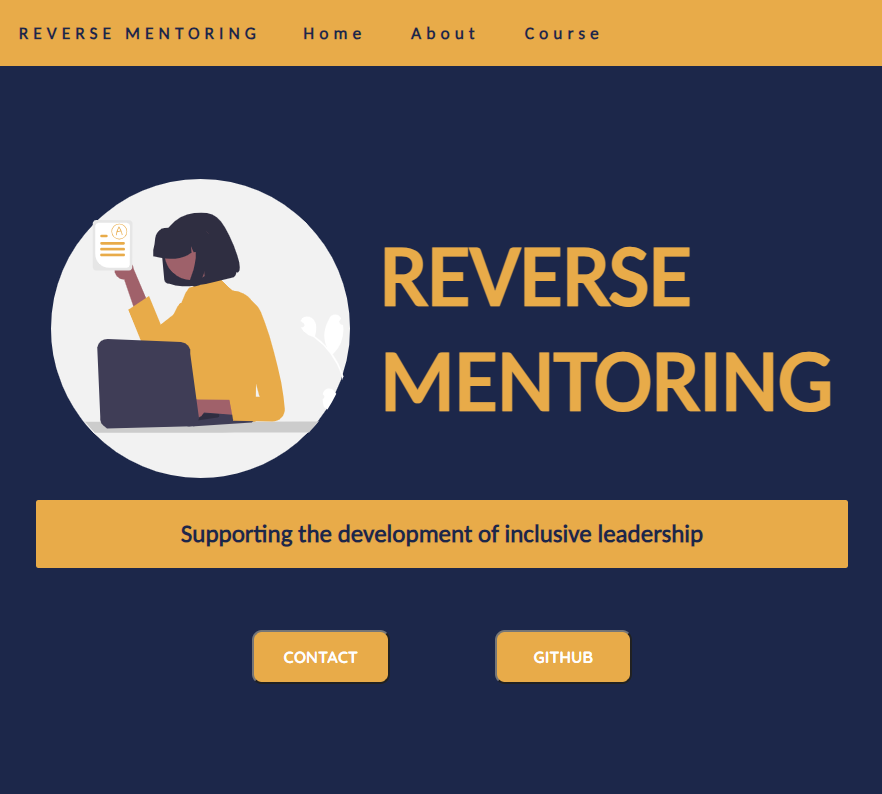 REVERSE MENTORING Home About Course
A
REVERSE
MENTORING
Supporting the development of inclusive leadership
CONTACT GITHUB